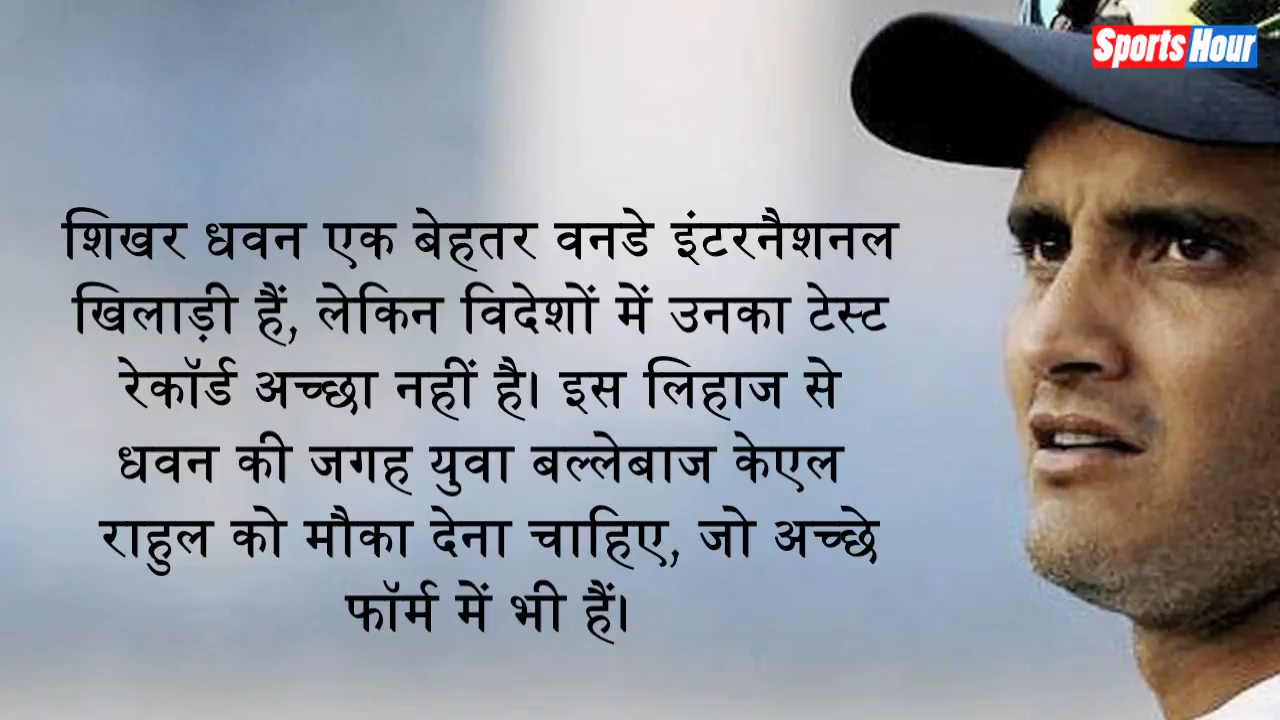 Sports Hour
शिखर धवन एक बेहतर वनडे इंटरनैशनल
खिलाड़ी हैं, लेकिन विदेशों में उनका टेस्ट
रेकॉर्ड अच्छा नहीं है। इस लिहाज से
धवन की जगह युवा बल्लेबाज केएल
राहुल को मौका देना चाहिए, जो अच्छे
फॉर्म में भी हैं।